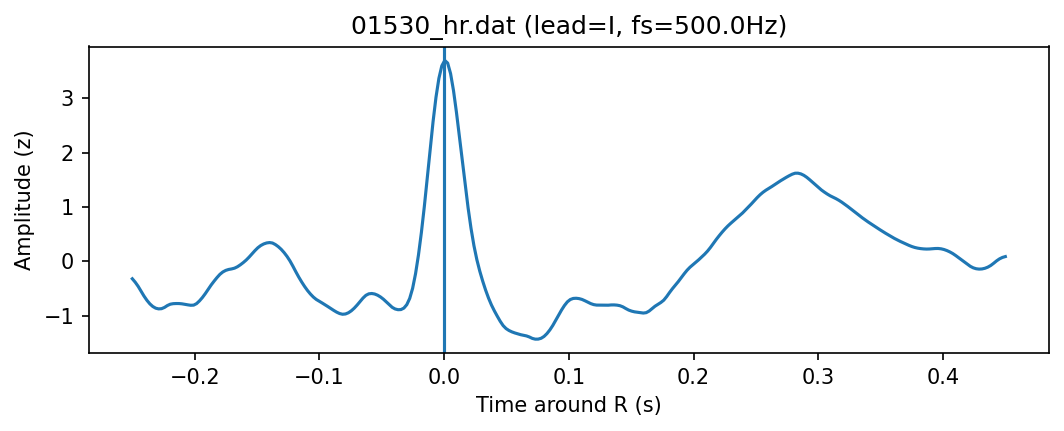 01530_hr.dat (lead=I, fs=500.0Hz)
Amplitude (z)
3
2
1
0
−1
−0.2 −0.1 0.0 0.1 0.2 0.3 0.4
Time around R (s)